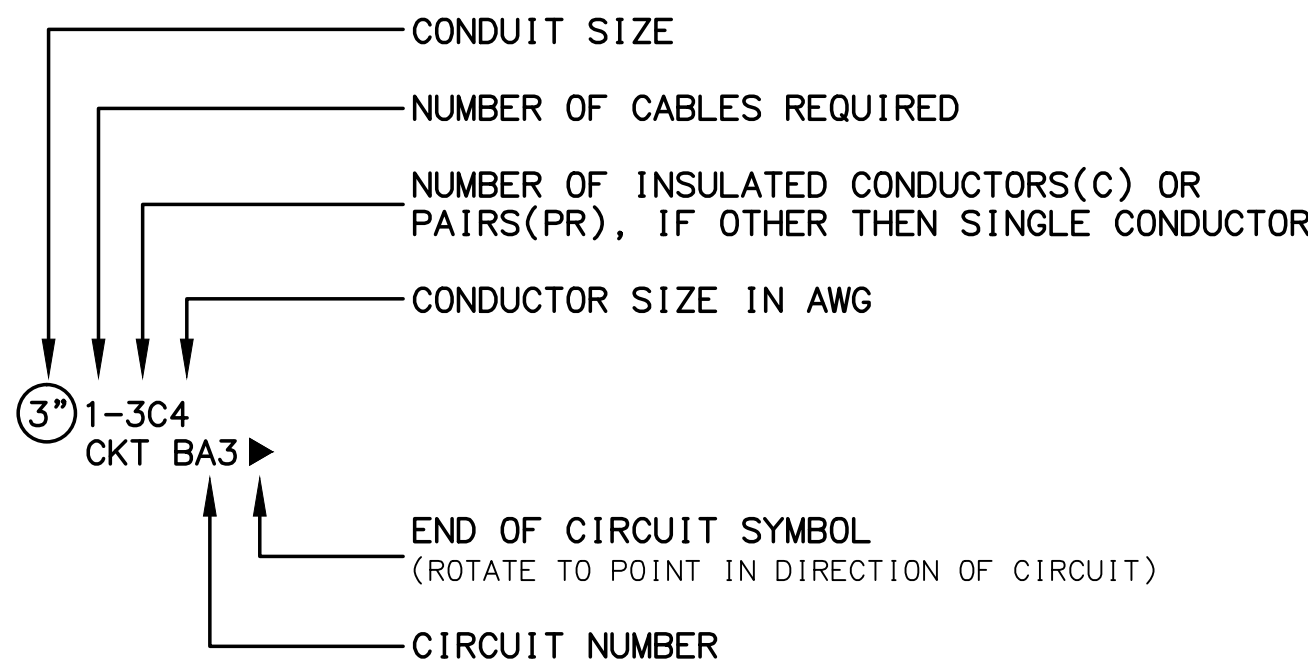 CONDUIT SIZE
NUMBER OF CABLES REQUIRED
NUMBER OF INSULATED CONDUCTORS(C) OR
PAIRS(PR), IF OTHER THEN SINGLE CONDUCTOR
CONDUCTOR SIZE IN AWG
3" 1-3C4
CKT BA3
END OF CIRCUIT SYMBOL
(ROTATE TO POINT IN DIRECTION OF CIRCUIT)
CIRCUIT NUMBER